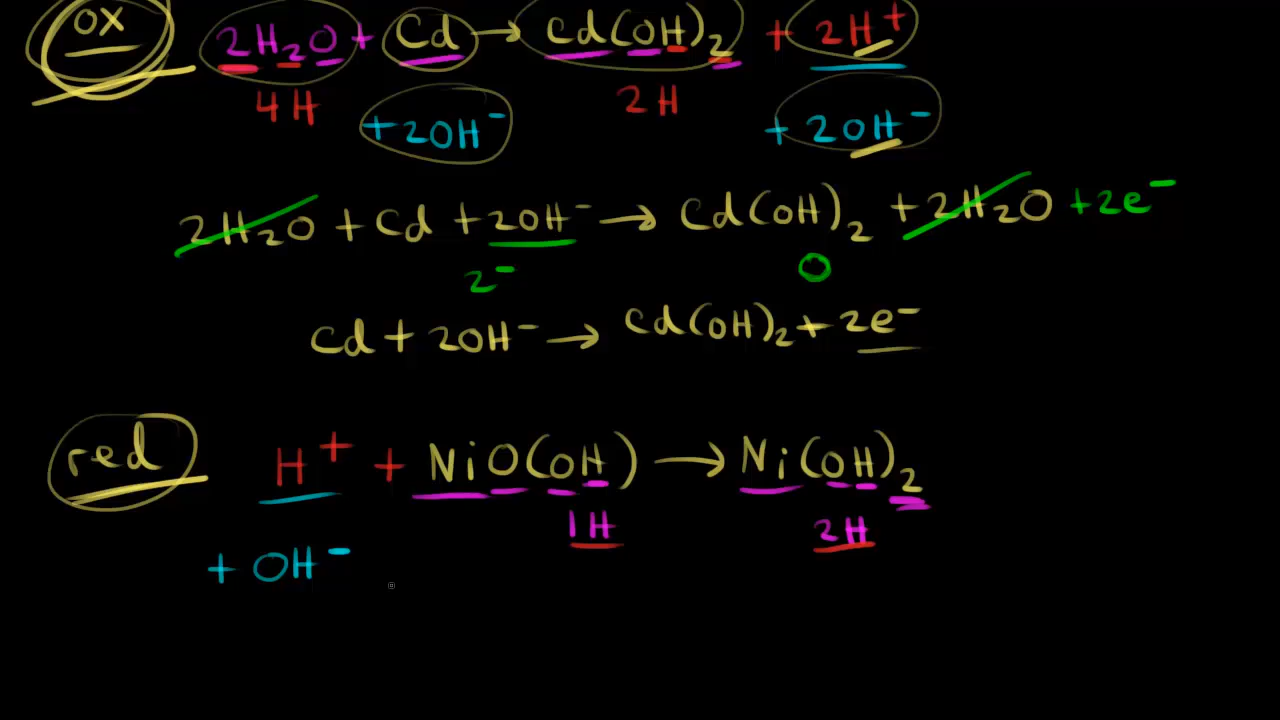 ox 2H₂O + Cd → Cd(OH)₂ + 2H⁺
4H 2H
+2OH⁻ + 2OH⁻
2H₂O + Cd + 2OH⁻ → Cd(OH)₂ + 2H₂O + 2e⁻
2⁻ 0
Cd + 2OH⁻ → Cd(OH)₂ + 2e⁻
red H⁺ + NiO(OH) → Ni(OH)₂
1H 2H
+ OH⁻